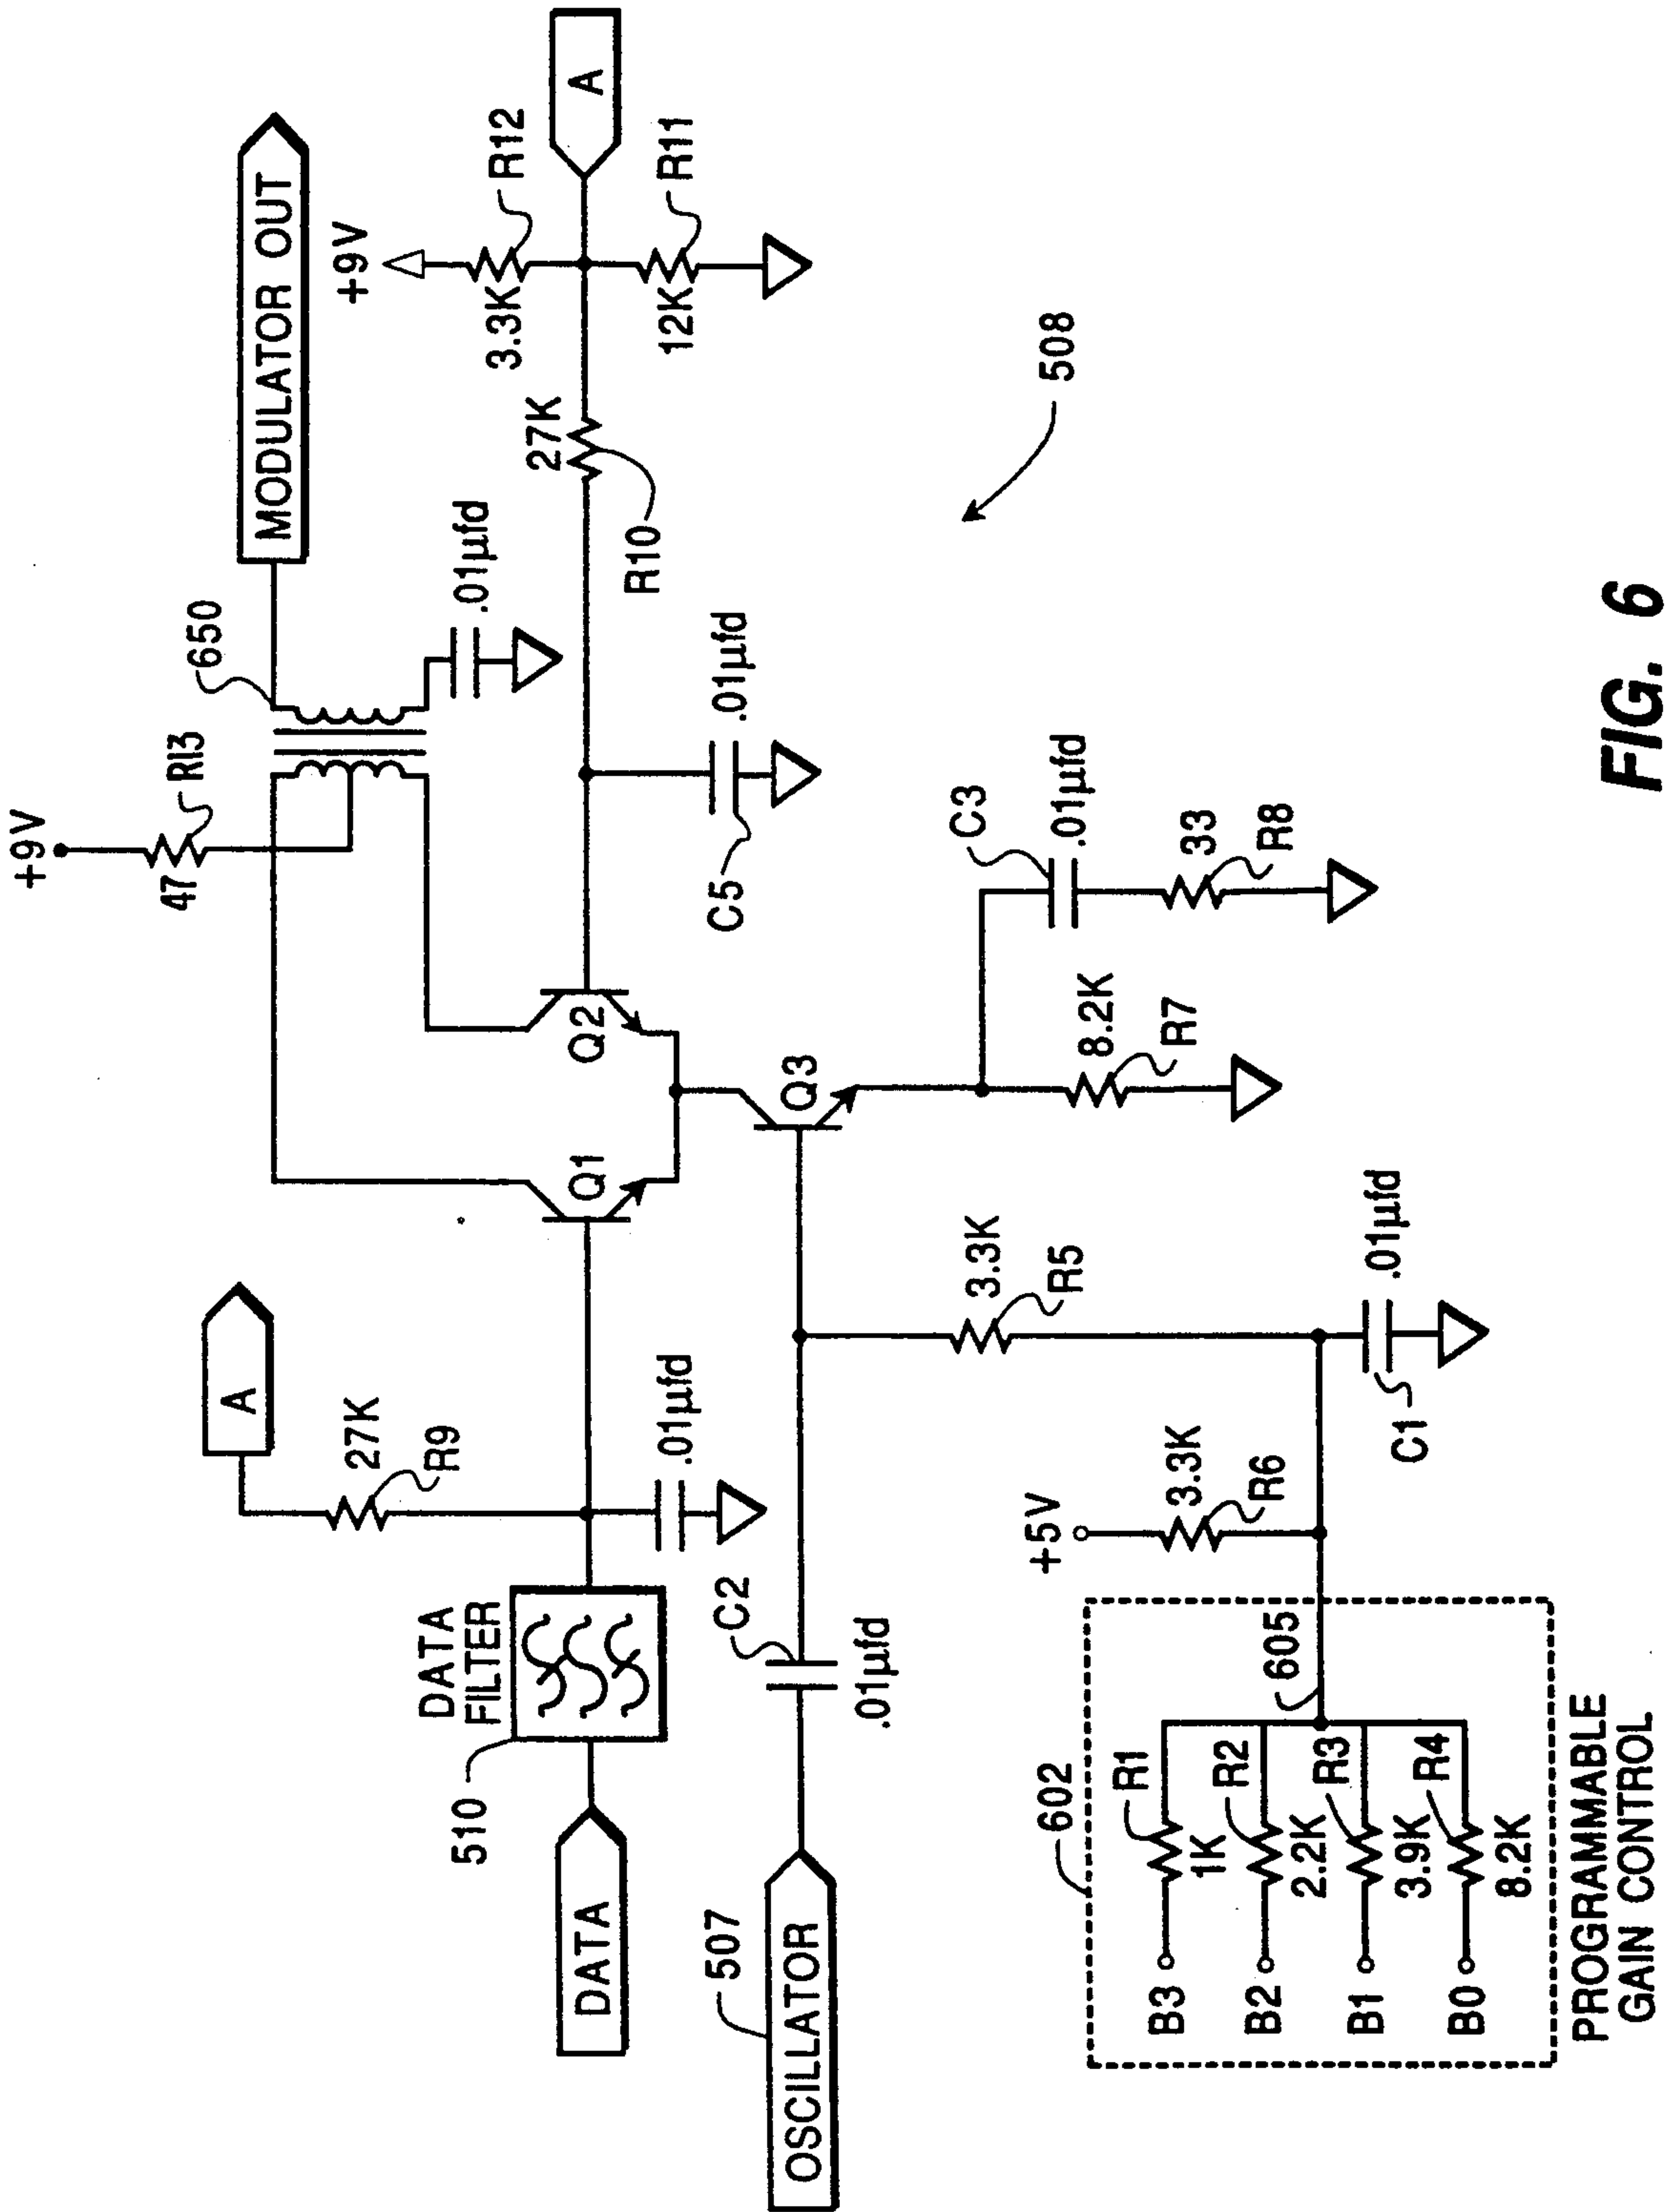 +9V
47
R13
650
MODULATOR OUT
.01µfd
+9V
3.3K
R12
A
12K
R11
27K
R10
A
27K
R9
Q1
Q2
C5
.01µfd
DATA
510
DATA
FILTER
.01µfd
508
OSCILLATOR
507
C2
.01µfd
Q3
3.3K
R5
8.2K
R7
C3
.01µfd
33
R8
+5V
3.3K
R6
C1
.01µfd
602
605
B3
1K
R1
B2
2.2K
R2
B1
3.9K
R3
B0
8.2K
R4
PROGRAMMABLE
GAIN CONTROL
FIG. 6